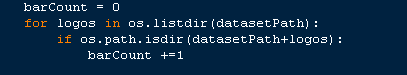 barCount = 0
for logos in os.listdir(datasetPath):
    if os.path.isdir(datasetPath+logos):
        barCount +=1